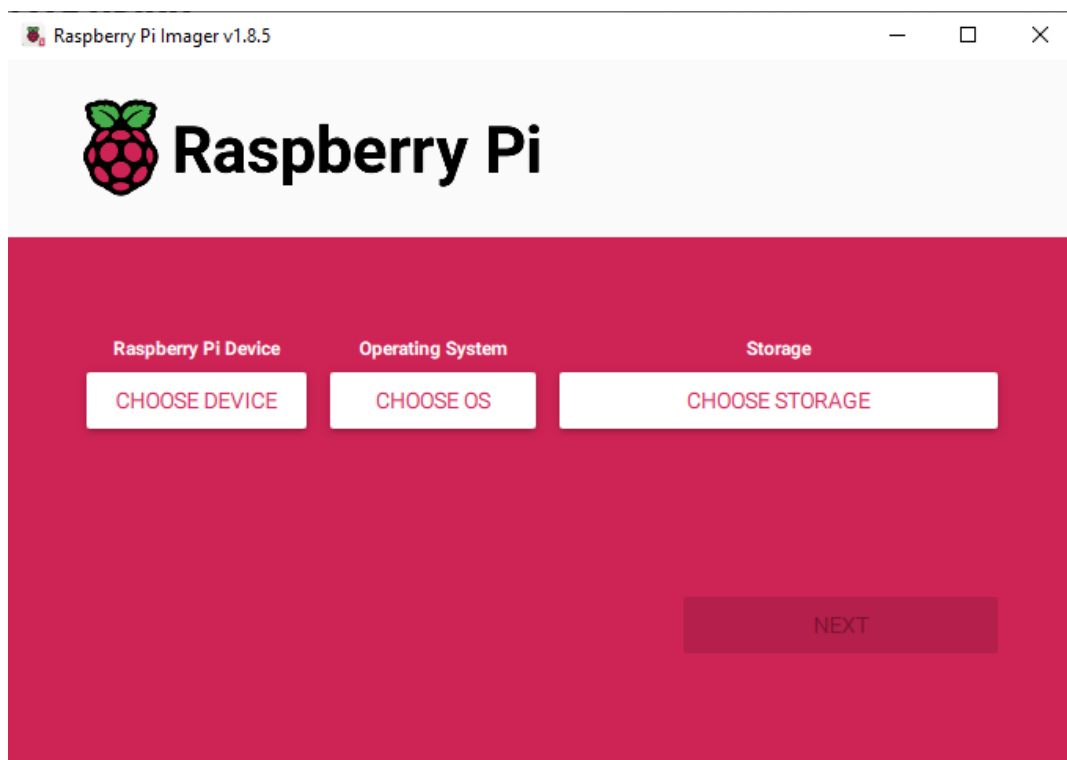 Raspberry Pi Imager v1.8.5
Raspberry Pi
Raspberry Pi Device Operating System Storage
CHOOSE DEVICE CHOOSE OS CHOOSE STORAGE
NEXT